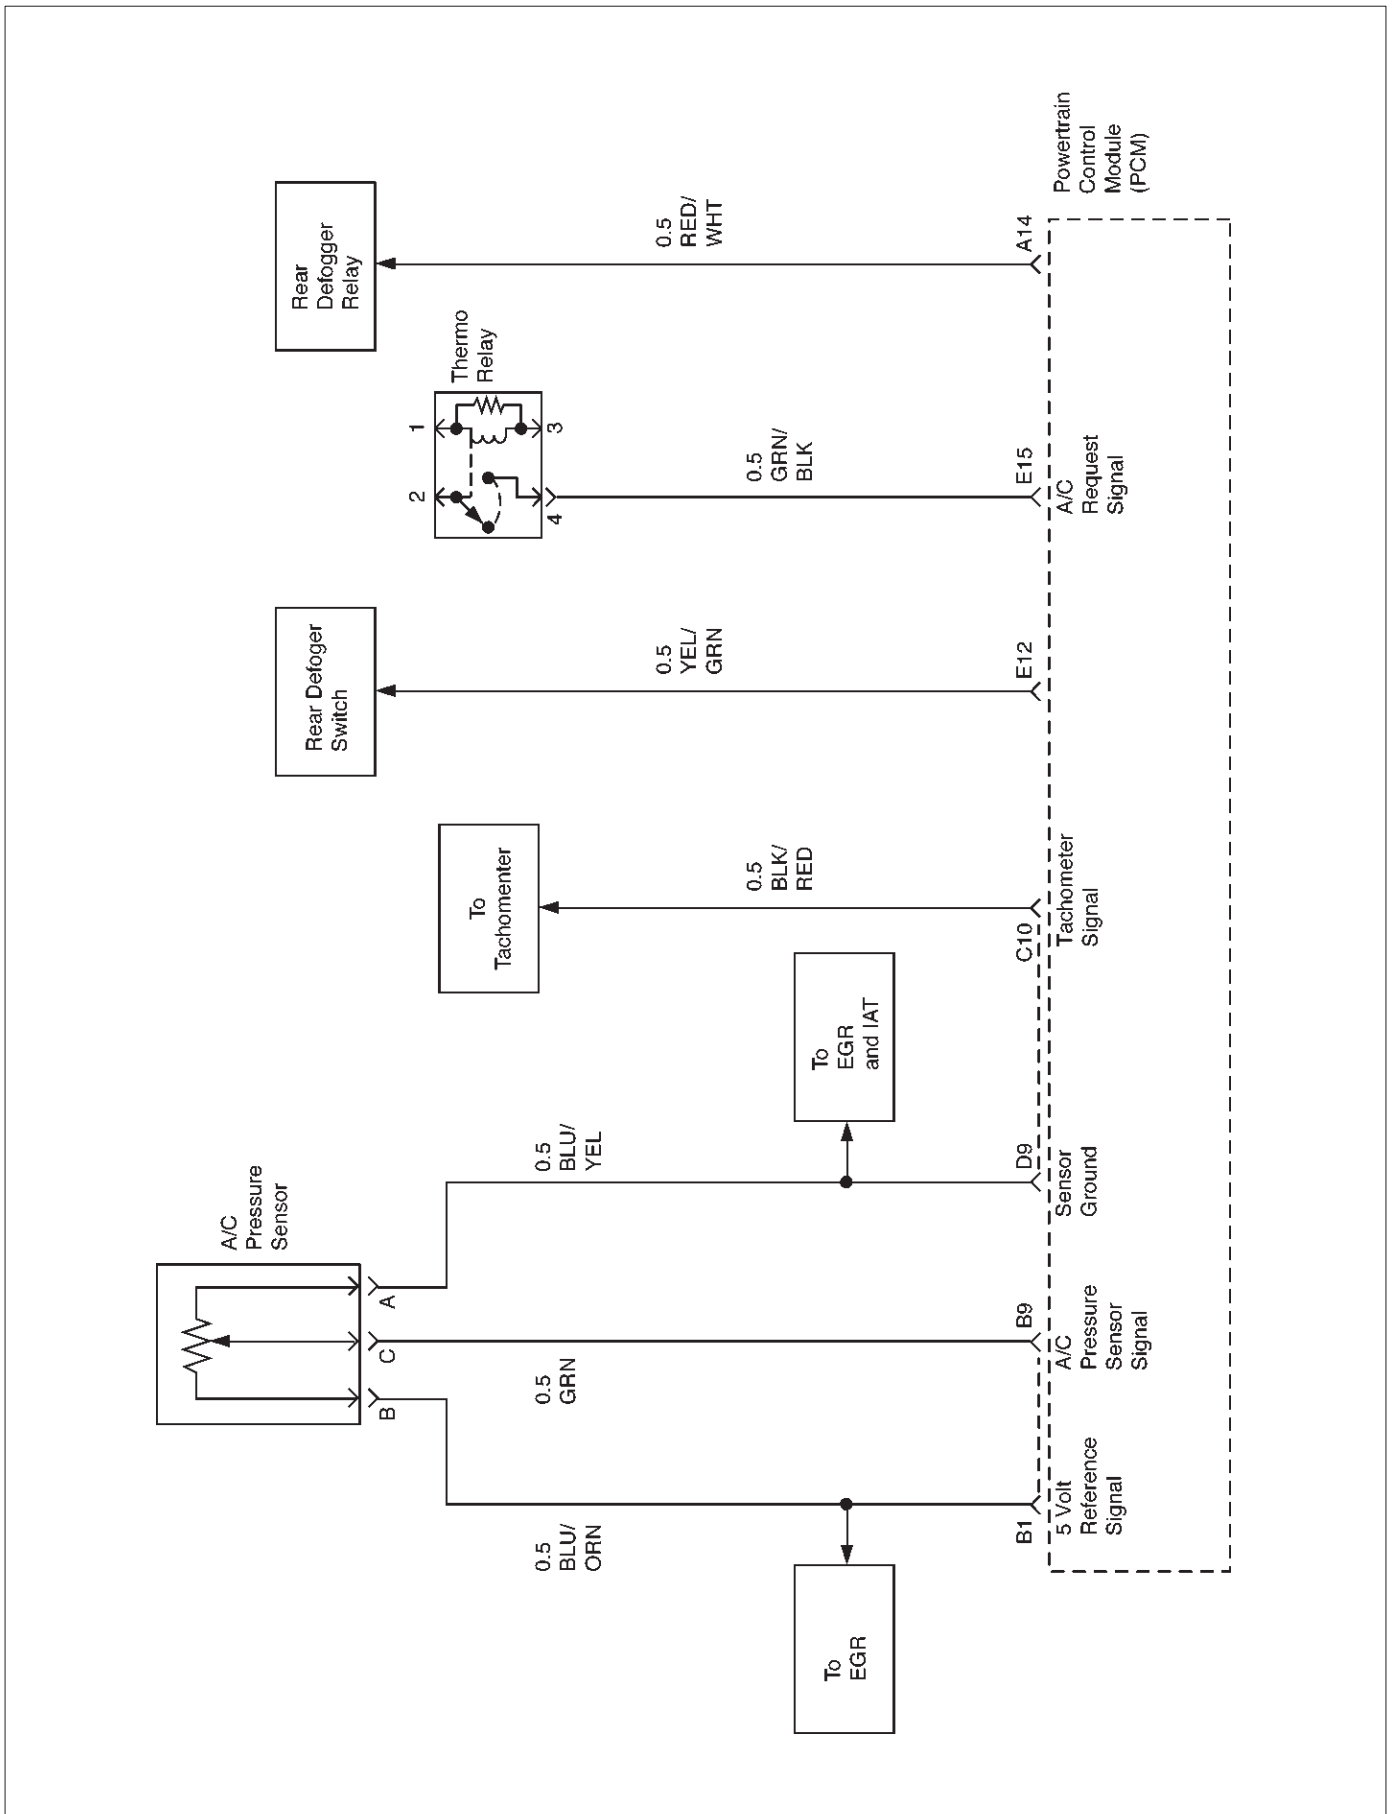 A/C
Pressure
Sensor
B
C
A
Rear Defoger
Switch
Rear
Defogger
Relay
To
Tachomenter
2
1
4
3
Thermo
Relay
0.5
BLU/
ORN
0.5
GRN
0.5
BLU/
YEL
0.5
YEL/
GRN
0.5
RED/
WHT
0.5
BLK/
RED
0.5
GRN/
BLK
To
EGR
To
EGR
and IAT
B1
B9
D9
C10
E12
E15
A14
5 Volt
Reference
Signal
A/C
Pressure
Sensor
Signal
Sensor
Ground
Tachometer
Signal
A/C
Request
Signal
Powertrain
Control
Module
(PCM)